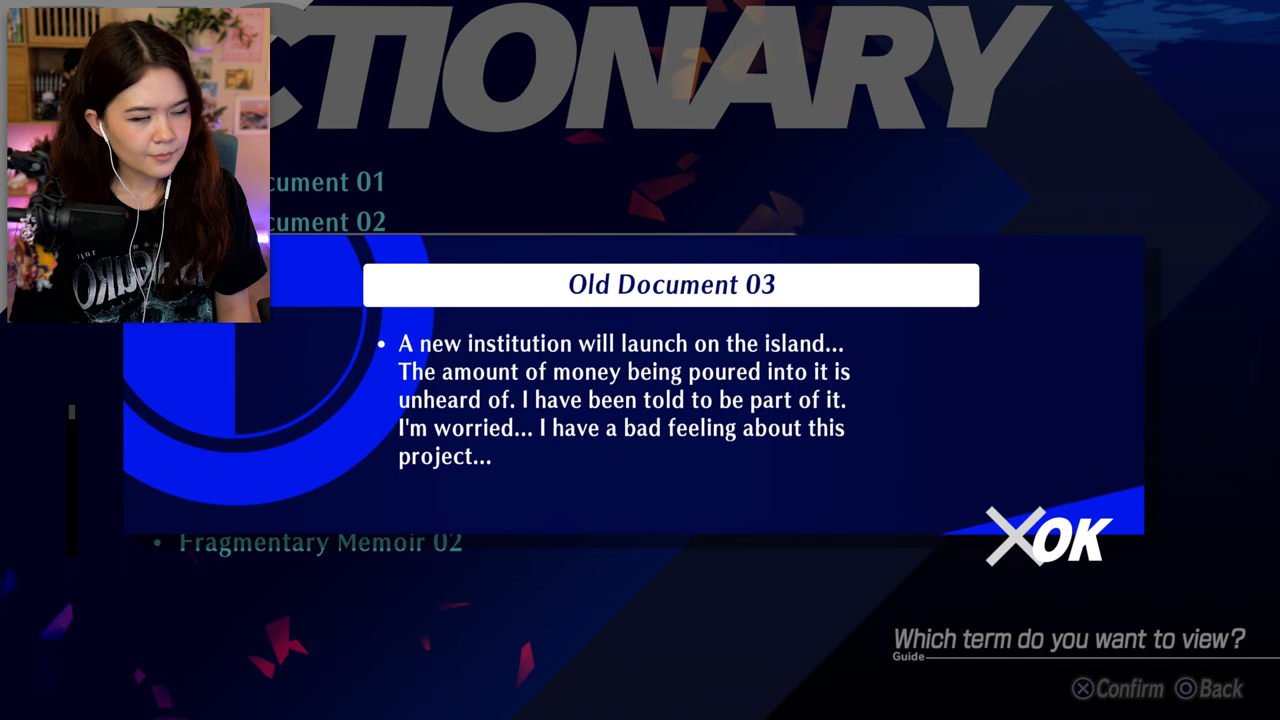 CTIONARY
cument 01
cument 02
Old Document 03
• A new institution will launch on the island...
The amount of money being poured into it is
unheard of. I have been told to be part of it.
I'm worried... I have a bad feeling about this
project...
OK
• Fragmentary Memoir 02
Which term do you want to view?
Guide
Confirm Back